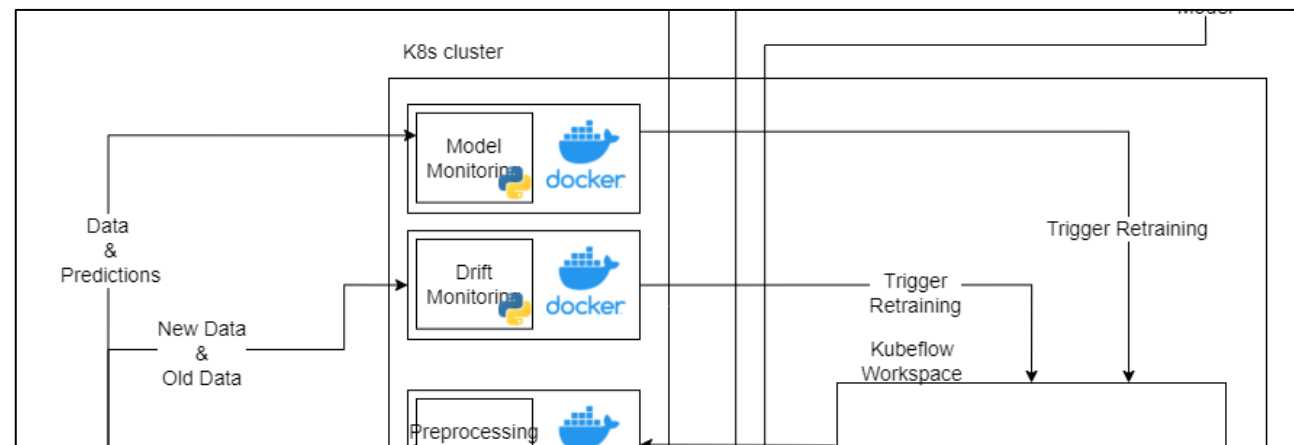 K8s cluster
Model
Monitoring
docker
Data
&
Predictions
Trigger Retraining
Drift
Monitoring
docker
Trigger
Retraining
New Data
&
Old Data
Kubeflow
Workspace
Preprocessing